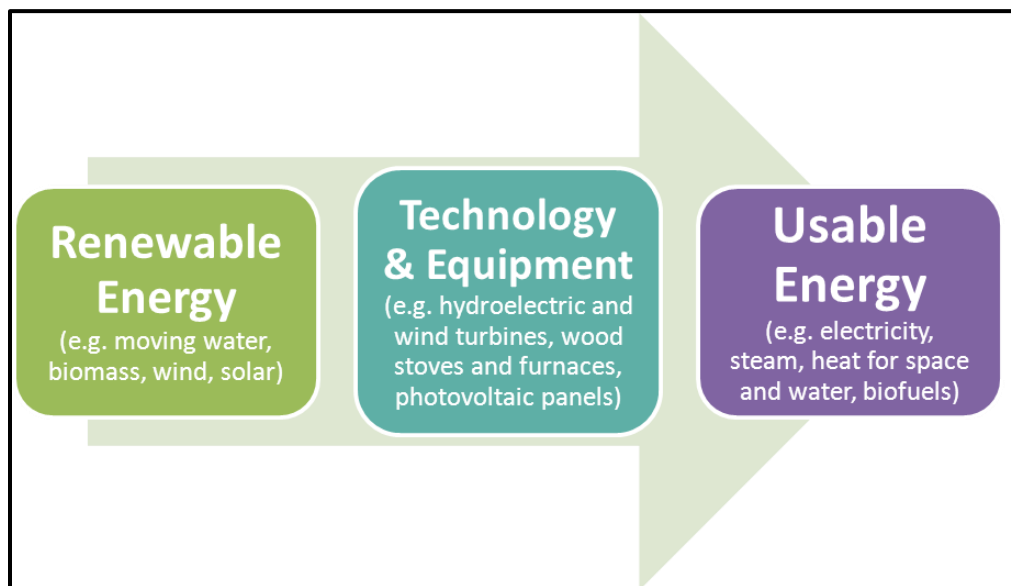 Renewable
Energy
(e.g. moving water,
biomass, wind, solar)
Technology
& Equipment
(e.g. hydroelectric and
wind turbines, wood
stoves and furnaces,
photovoltaic panels)
Usable
Energy
(e.g. electricity,
steam, heat for space
and water, biofuels)